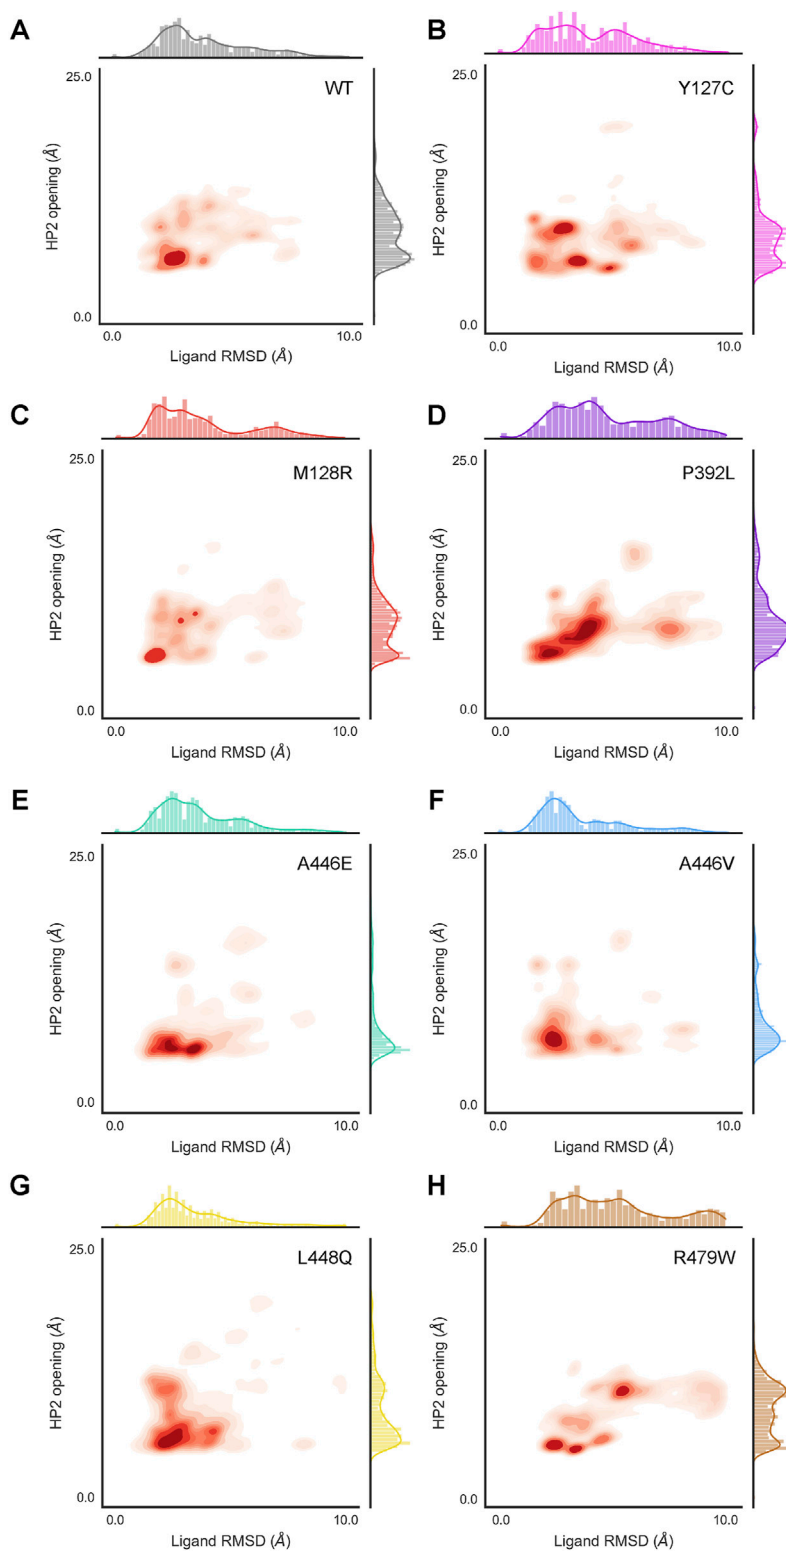 A
25.0
WT
HP2 opening (Å)
0.0
0.0
10.0
Ligand RMSD (Å)
B
25.0
Y127C
HP2 opening (Å)
0.0
0.0
10.0
Ligand RMSD (Å)
C
25.0
M128R
HP2 opening (Å)
0.0
0.0
10.0
Ligand RMSD (Å)
D
25.0
P392L
HP2 opening (Å)
0.0
0.0
10.0
Ligand RMSD (Å)
E
25.0
A446E
HP2 opening (Å)
0.0
0.0
10.0
Ligand RMSD (Å)
F
25.0
A446V
HP2 opening (Å)
0.0
0.0
10.0
Ligand RMSD (Å)
G
25.0
L448Q
HP2 opening (Å)
0.0
0.0
10.0
Ligand RMSD (Å)
H
25.0
R479W
HP2 opening (Å)
0.0
0.0
10.0
Ligand RMSD (Å)